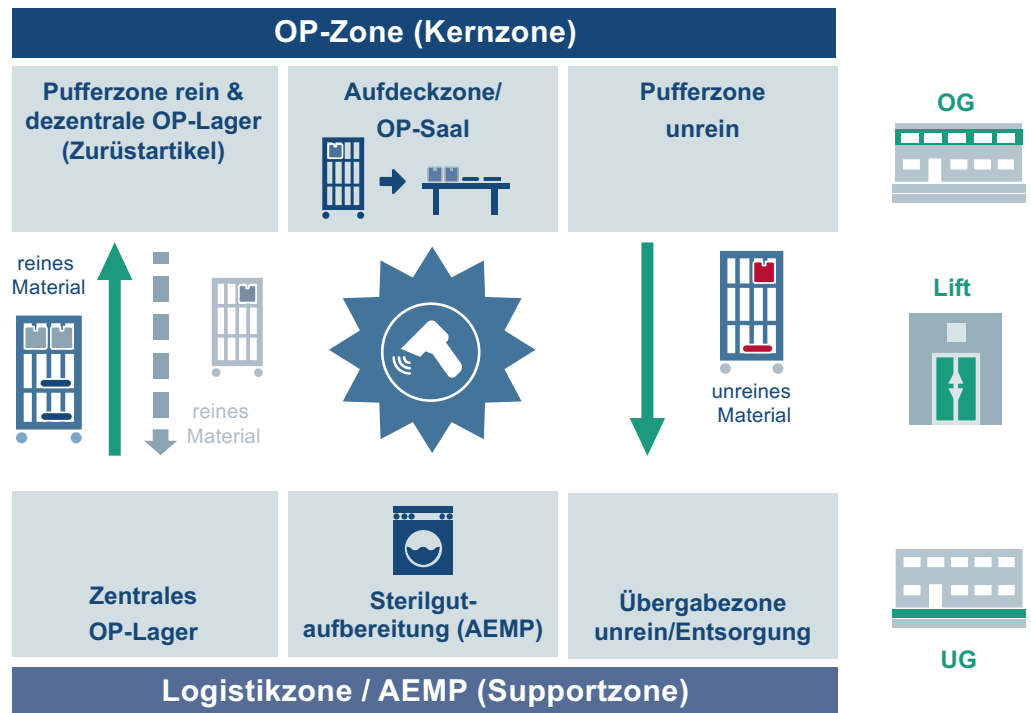 OP-Zone (Kernzone)
Pufferzone rein &
dezentrale OP-Lager
(Zurüstartikel)
Aufdeckzone/
OP-Saal
Pufferzone
unrein
OG
reines
Material
reines
Material
unreines
Material
Lift
Zentrales
OP-Lager
Sterilgut-
aufbereitung (AEMP)
Übergabezone
unrein/Entsorgung
UG
Logistikzone / AEMP (Supportzone)